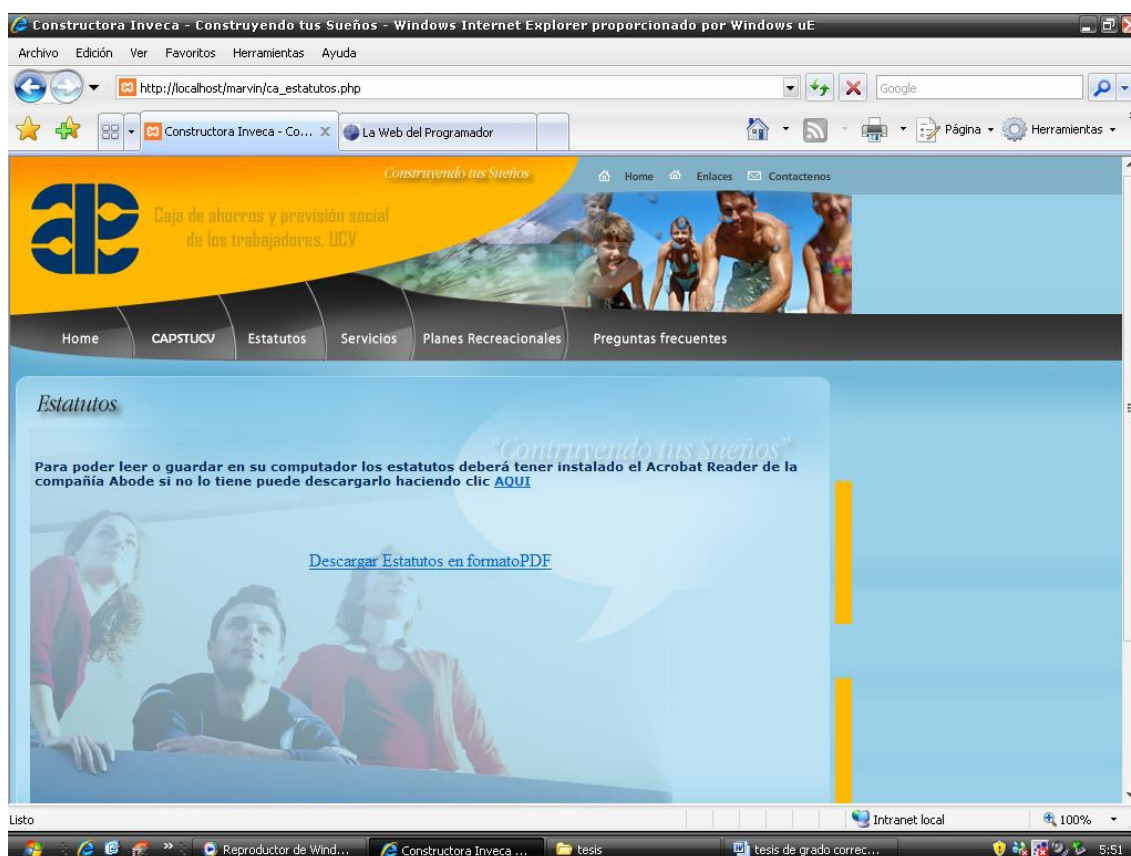 Constructora Inveca - Construyendo tus Sueños - Windows Internet Explorer proporcionado por Windows uE
Archivo Edición Ver Favoritos Herramientas Ayuda
http://localhost/marvin/ca_estatutos.php
Google
Constructora Inveca - Co...
La Web del Programador
Página
Herramientas
Construyendo tus Sueños
Home Enlaces Contactenos
Caja de ahorros y previsión social
de los trabajadores. UCV
Home CAPSTUCV Estatutos Servicios Planes Recreacionales Preguntas frecuentes
Estatutos
"Contruyendo tus Sueños"
Para poder leer o guardar en su computador los estatutos deberá tener instalado el Acrobat Reader de la
compañía Abode si no lo tiene puede descargarlo haciendo clic AQUI
Descargar Estatutos en formatoPDF
Listo
Intranet local
100%
Reproductor de Wind...
Constructora Inveca ...
tesis
tesis de grado correc...
5:51